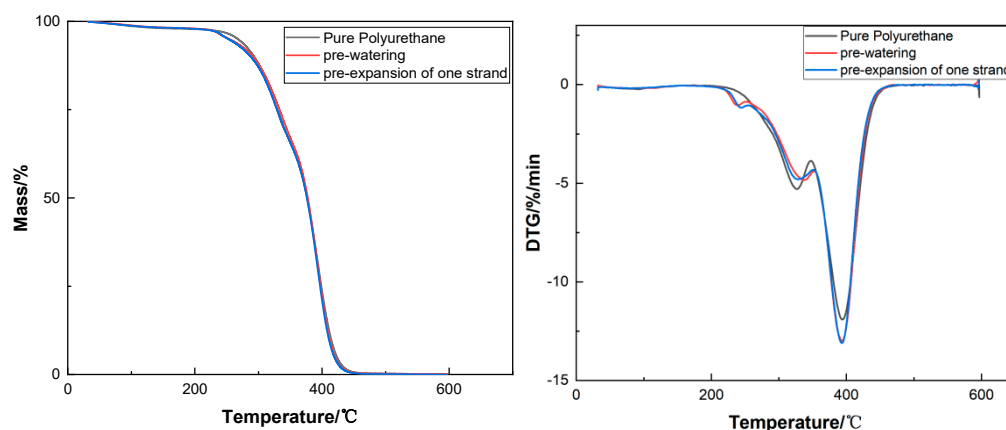 100
50
0
Mass/%
0
200
400
600
Temperature/℃
Pure Polyurethane
pre-watering
pre-expansion of one strand
0
-5
-10
-15
DTG/%/min
0
200
400
600
Temperature/℃
Pure Polyurethane
pre-watering
pre-expansion of one strand